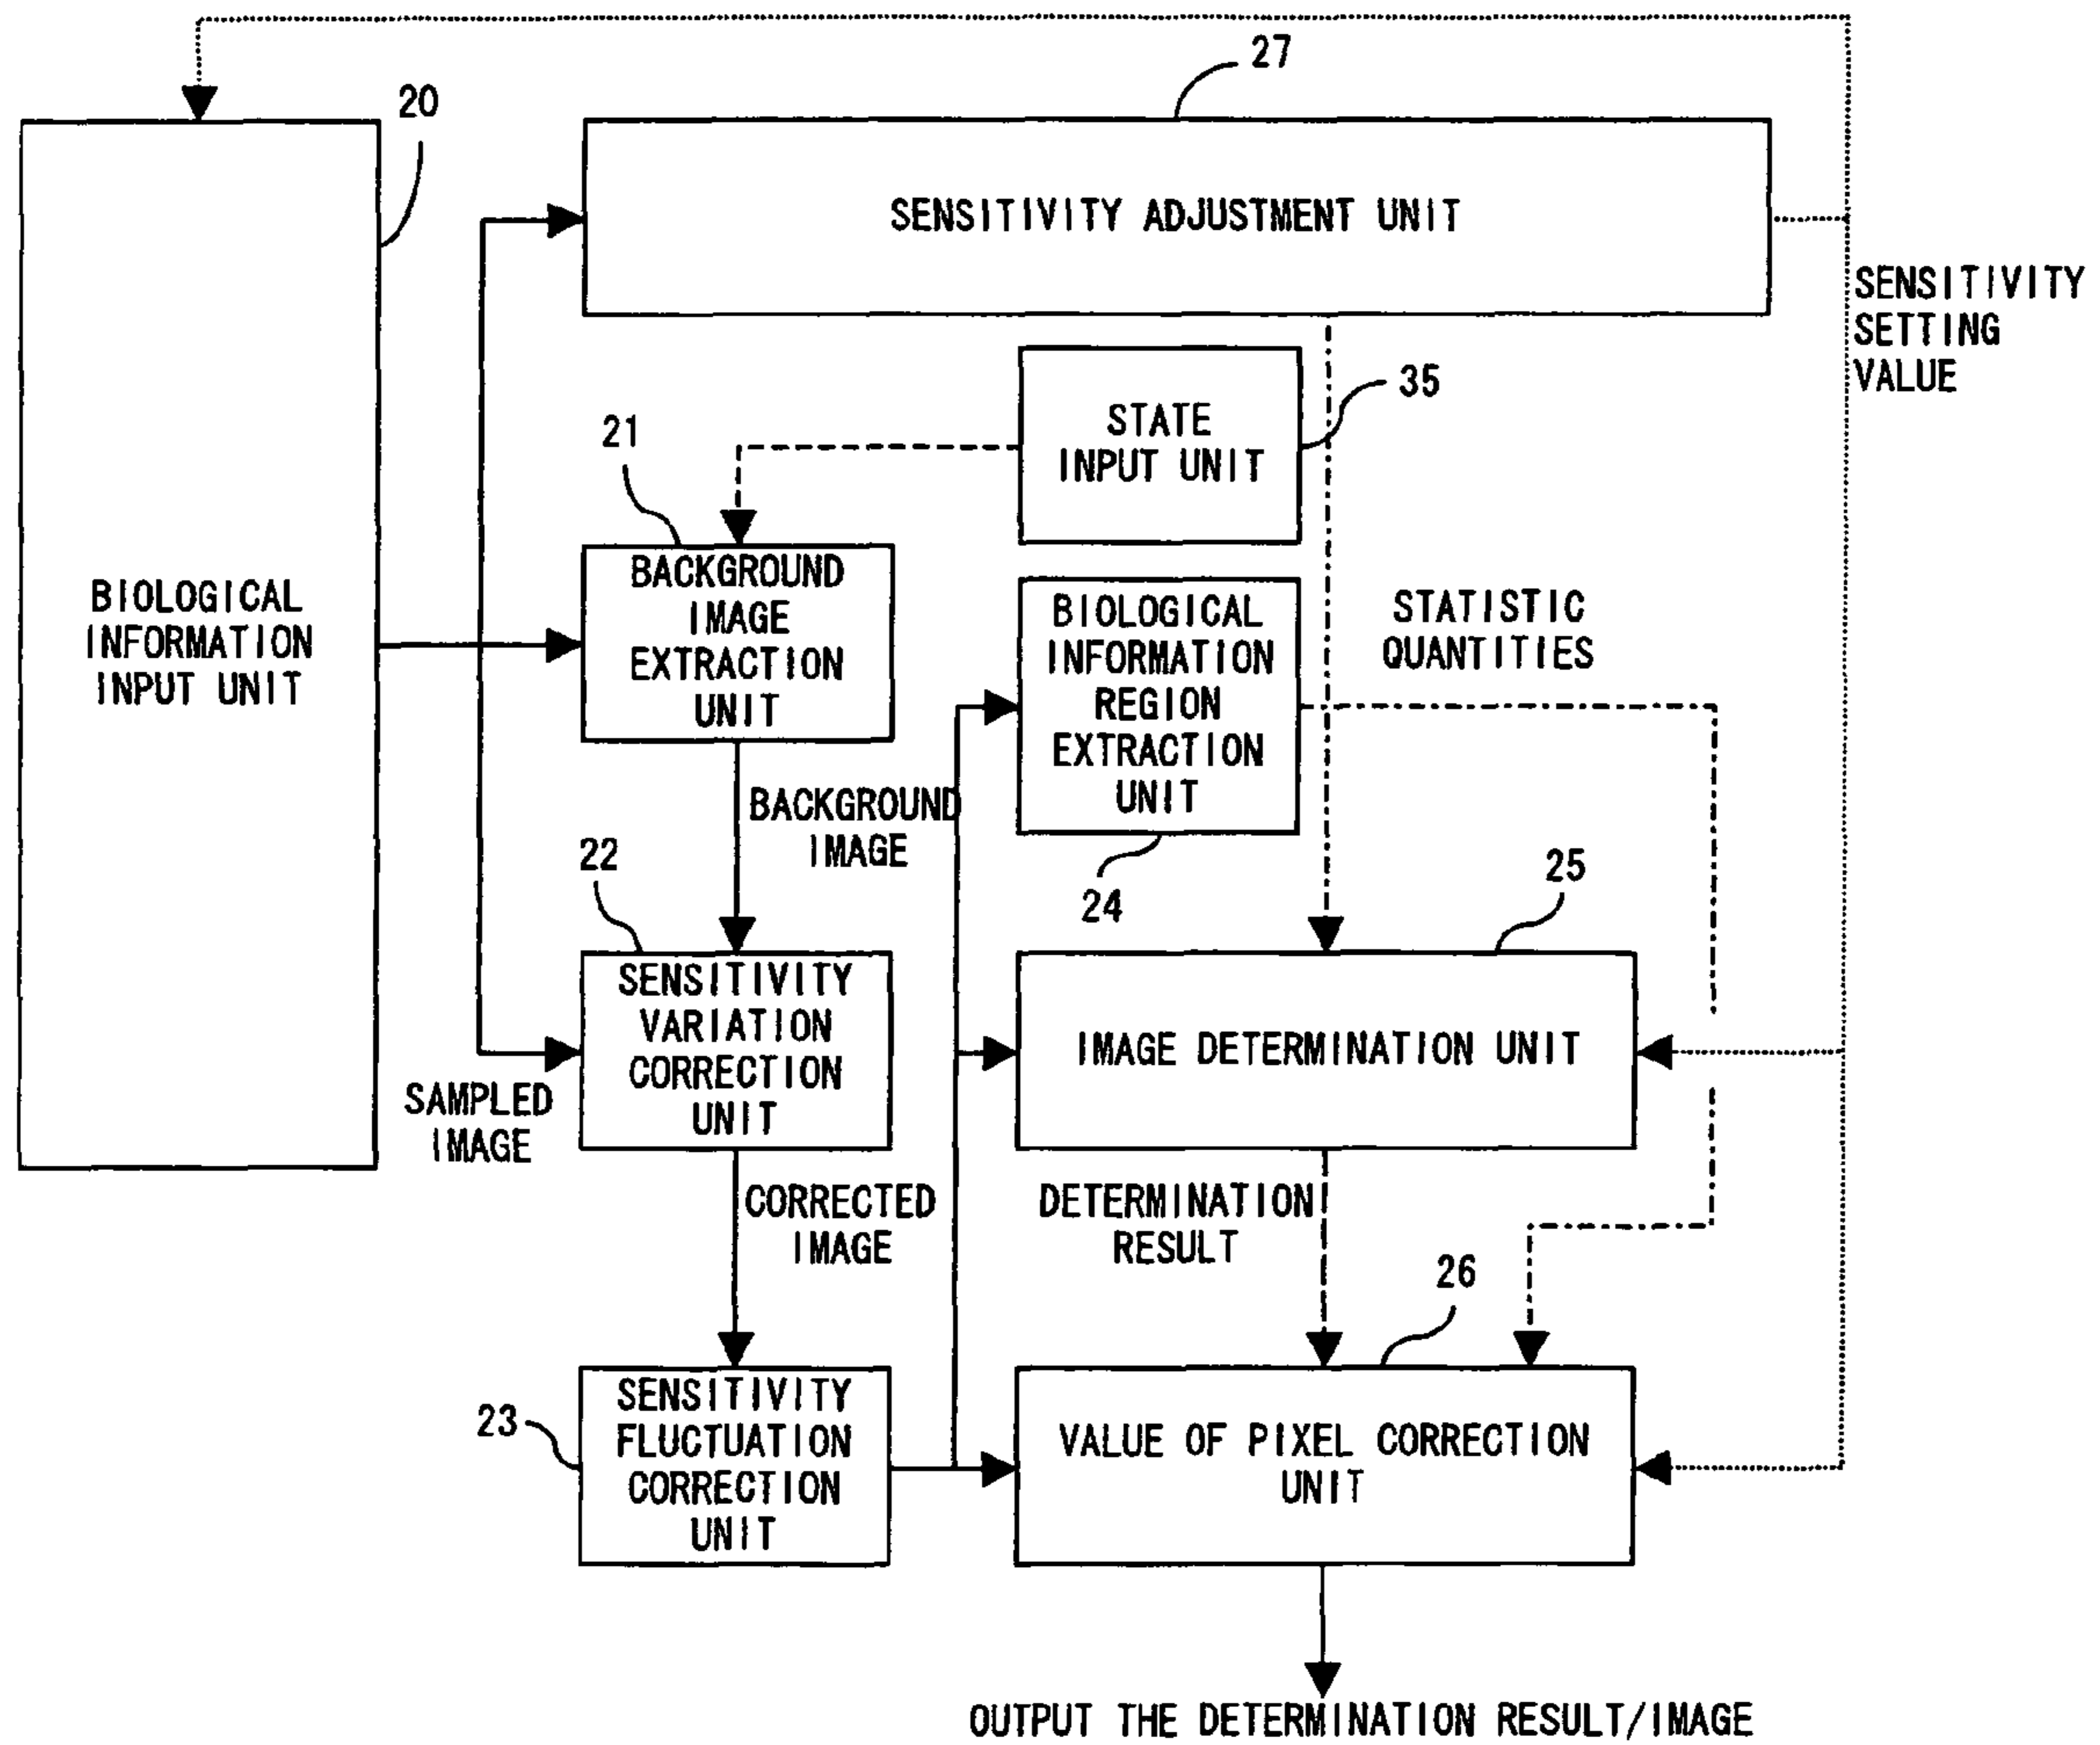 27
20
SENSITIVITY ADJUSTMENT UNIT
SENSITIVITY
SETTING
VALUE
35
STATE
INPUT UNIT
21
BACKGROUND
IMAGE
EXTRACTION
UNIT
BIOLOGICAL
INFORMATION
INPUT UNIT
BIOLOGICAL
INFORMATION
REGION
EXTRACTION
UNIT
STATISTIC
QUANTITIES
BACKGROUND
IMAGE
22
24
25
SENSITIVITY
VARIATION
CORRECTION
UNIT
IMAGE DETERMINATION UNIT
SAMPLED
IMAGE
CORRECTED
IMAGE
DETERMINATION
RESULT
26
23
SENSITIVITY
FLUCTUATION
CORRECTION
UNIT
VALUE OF PIXEL CORRECTION
UNIT
OUTPUT THE DETERMINATION RESULT/IMAGE